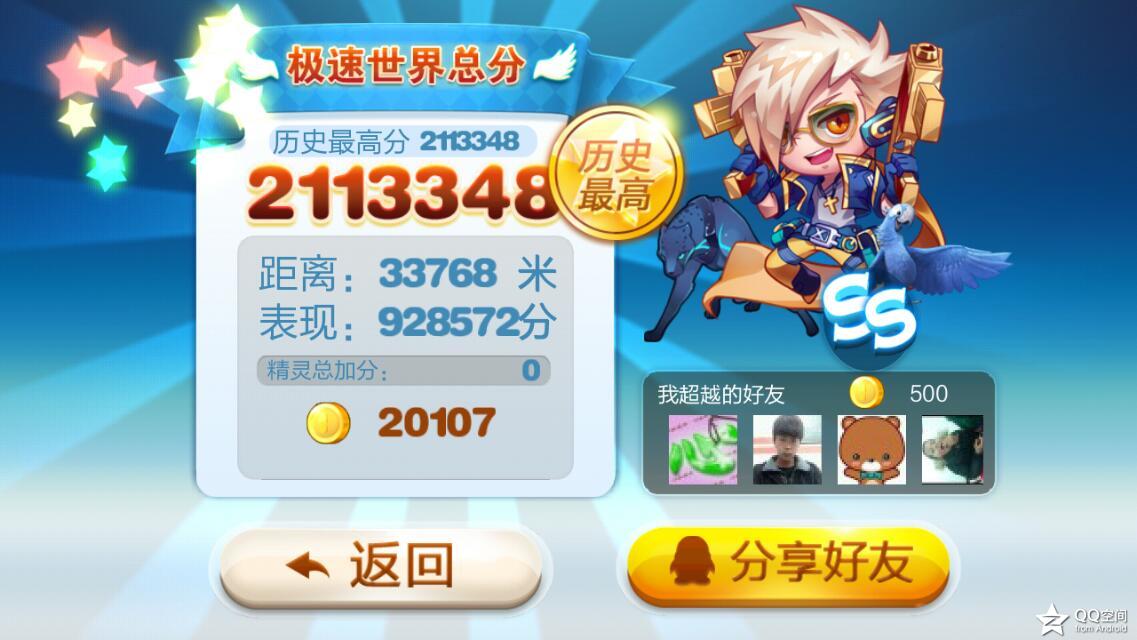 极速世界总分
历史最高分 2113348
2113348
历史
最高
距离： 33768 米
表现： 928572分
精灵总加分： 0
20107
SS
我超越的好友 500
返回
分享好友
QQ空间
from Android